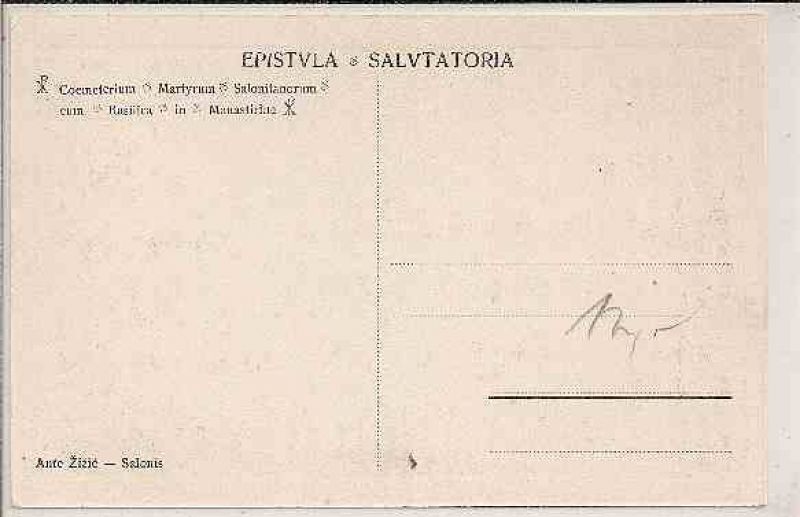 EPISTVLA SALVTATORIA
☧ Coemeterium Martyrum Salonitanorum
cum Basilica in Manastirine ☧
Ante Žižić — Salonis